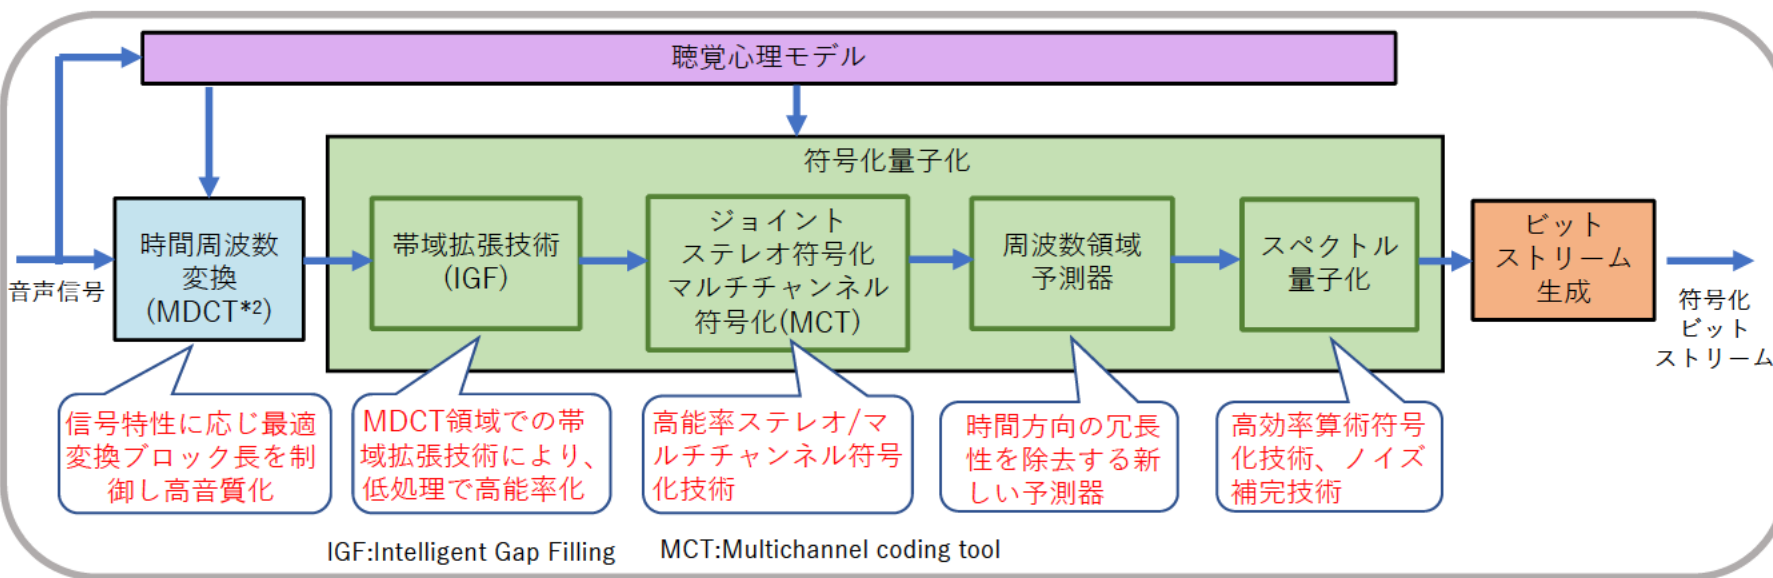 聴覚心理モデル
符号化量子化
音声信号
時間周波数
変換
(MDCT*2)
帯域拡張技術
(IGF)
ジョイント
ステレオ符号化
マルチチャンネル
符号化(MCT)
周波数領域
予測器
スペクトル
量子化
ビット
ストリーム
生成
符号化
ビット
ストリーム
信号特性に応じ最適
変換ブロック長を制
御し高音質化
MDCT領域での帯
域拡張技術により、
低処理で高能率化
高能率ステレオ/マ
ルチチャンネル符号
化技術
時間方向の冗長
性を除去する新
しい予測器
高効率算術符号
化技術、ノイズ
補完技術
IGF:Intelligent Gap Filling
MCT:Multichannel coding tool